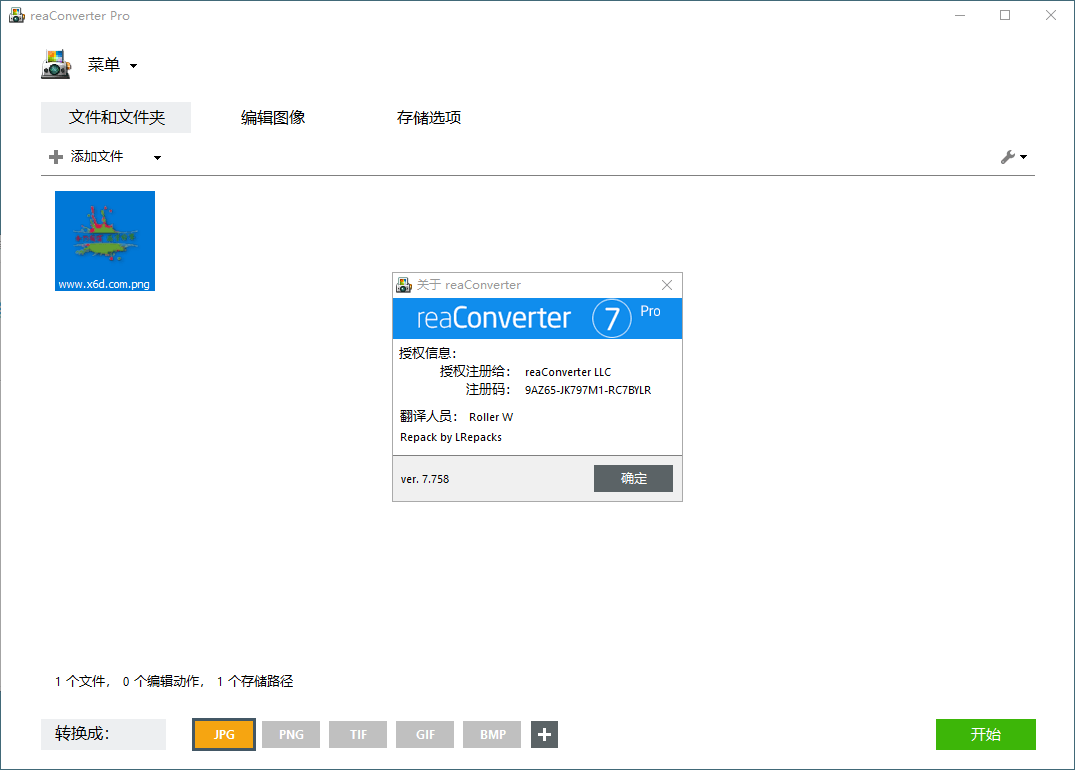 reaConverter Pro
菜单
文件和文件夹 编辑图像 存储选项
添加文件
www.x6d.com.png
关于 reaConverter
reaConverter 7 Pro
授权信息：
授权注册给： reaConverter LLC
注册码： 9AZ65-JK797M1-RC7BYLR
翻译人员： Roller W
Repack by LRepacks
ver. 7.758 确定
1 个文件， 0 个编辑动作， 1 个存储路径
转换成： JPG PNG TIF GIF BMP 开始